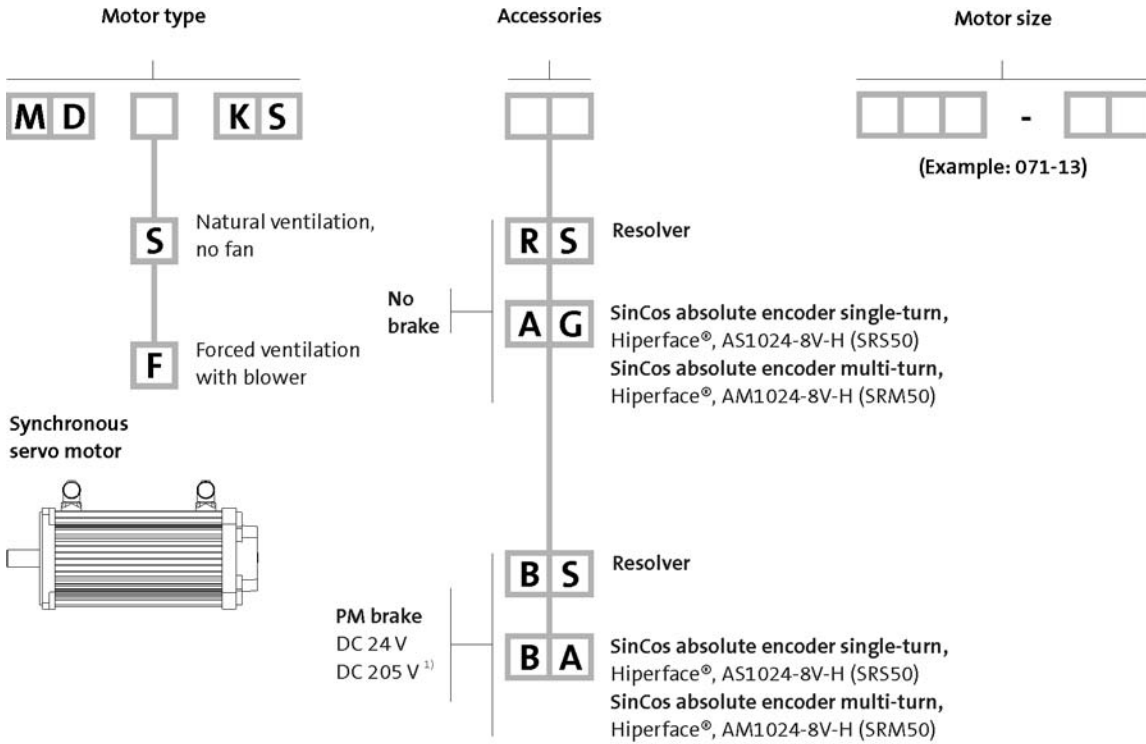 Motor type
Accessories
Motor size
M D
K S
-
(Example: 071-13)
S
Natural ventilation,
no fan
F
Forced ventilation
with blower
Synchronous
servo motor
No
brake
R S
Resolver
A G
SinCos absolute encoder single-turn,
Hiperface®, AS1024-8V-H (SRS50)
SinCos absolute encoder multi-turn,
Hiperface®, AM1024-8V-H (SRM50)
PM brake
DC 24 V
DC 205 V 1)
B S
Resolver
B A
SinCos absolute encoder single-turn,
Hiperface®, AS1024-8V-H (SRS50)
SinCos absolute encoder multi-turn,
Hiperface®, AM1024-8V-H (SRM50)